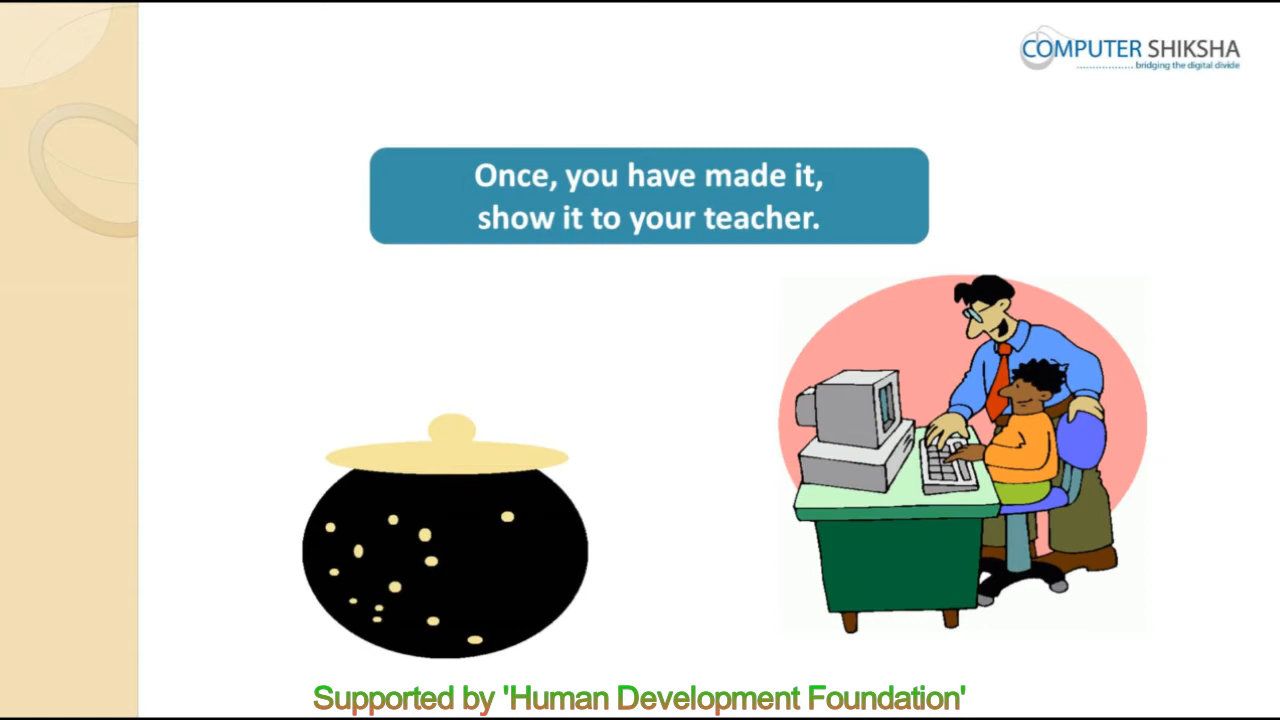 COMPUTER SHIKSHA
bridging the digital divide
Once, you have made it,
show it to your teacher.
Supported by 'Human Development Foundation'